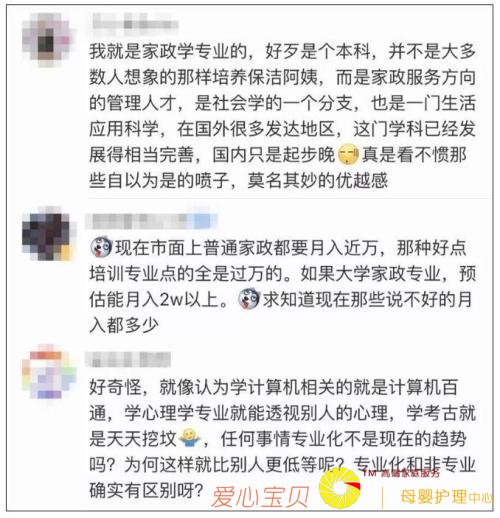 我就是家政学专业的，好歹是个本科，并不是大多
数人想象的那样培养保洁阿姨，而是家政服务方向
的管理人才，是社会学的一个分支，也是一门生活
应用科学，在国外很多发达地区，这门学科已经发
展得相当完善，国内只是起步晚真是看不惯那
些自以为是的喷子，莫名其妙的优越感
现在市面上普通家政都要月入近万，那种好点
培训专业点的全是过万的。如果大学家政专业，预
估能月入2w以上。求知道现在那些说不好的月
入都多少
好奇怪，就像认为学计算机相关的就是计算机百
通，学心理学专业就能透视别人的心理，学考古就
是天天挖坟，任何事情专业化不是现在的趋势
吗？为何这样就比别人更低等呢？专业化和非专业
确实有区别呀？
爱心宝贝
TM 高端家庭服务
母婴护理中心